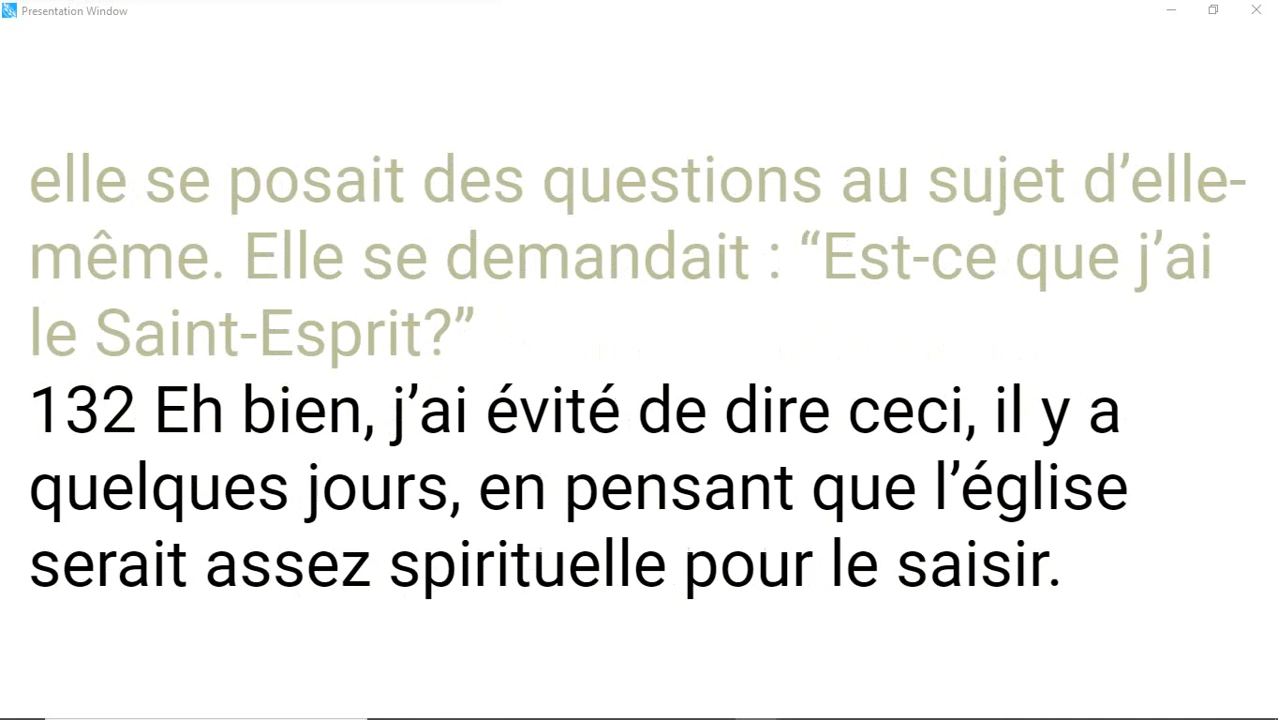 Presentation Window
elle se posait des questions au sujet d’elle-
même. Elle se demandait : “Est-ce que j’ai
le Saint-Esprit?”
132 Eh bien, j’ai évité de dire ceci, il y a
quelques jours, en pensant que l’église
serait assez spirituelle pour le saisir.